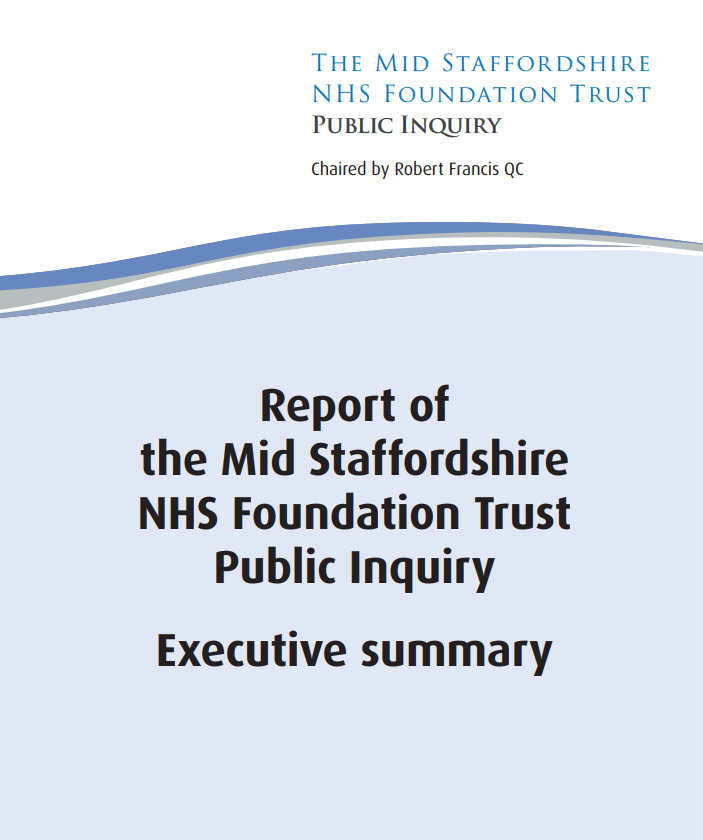 THE MID STAFFORDSHIRE
NHS FOUNDATION TRUST
PUBLIC INQUIRY
Chaired by Robert Francis QC
Report of
the Mid Staffordshire
NHS Foundation Trust
Public Inquiry
Executive summary